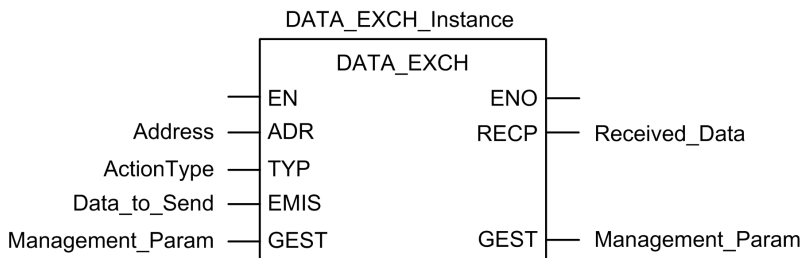 DATA_EXCH_Instance
DATA_EXCH
EN ENO
Address ADR RECP Received_Data
ActionType TYP
Data_to_Send EMIS
Management_Param GEST GEST Management_Param